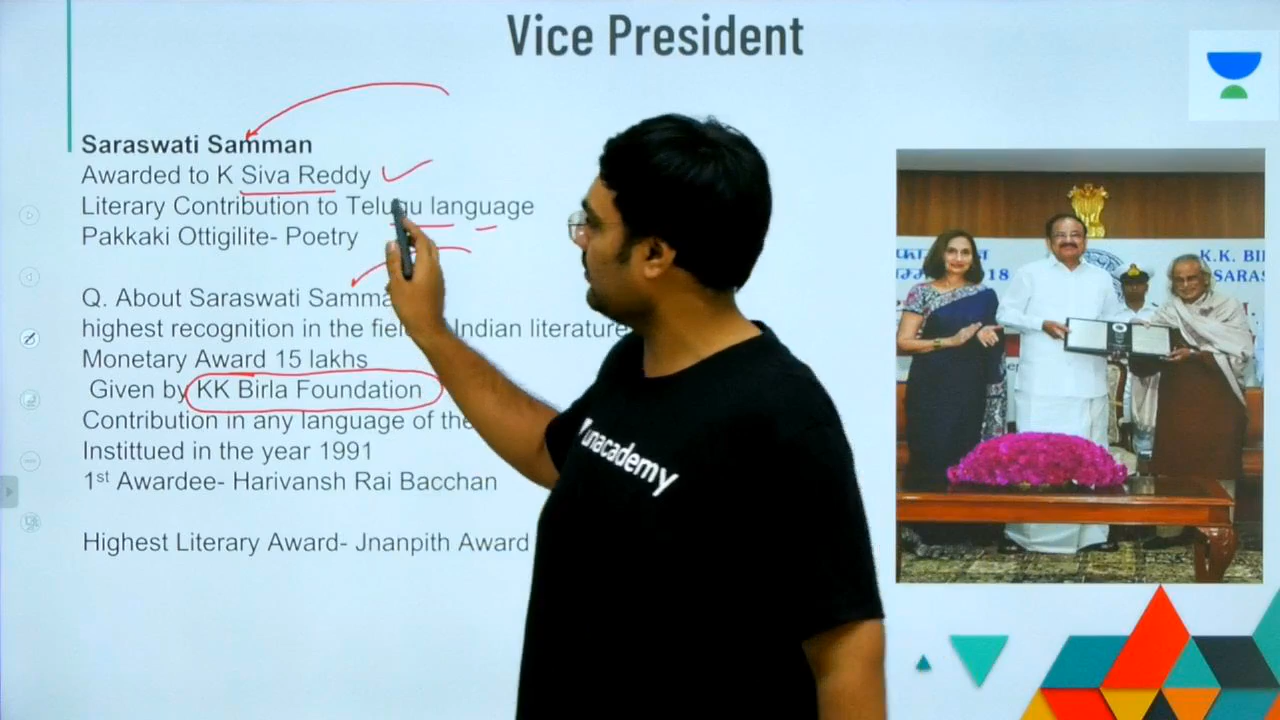 Vice President
Saraswati Samman
Awarded to K Siva Reddy
Literary Contribution to Telugu language
Pakkaki Ottigilite- Poetry
Q. About Saraswati Samma
highest recognition in the fiel Indian literature
Monetary Award 15 lakhs
Given by KK Birla Foundation
Contribution in any language of the
Instittued in the year 1991
1st Awardee- Harivansh Rai Bacchan
Highest Literary Award- Jnanpith Award
unacademy
K.K. BI
2018 SARAS